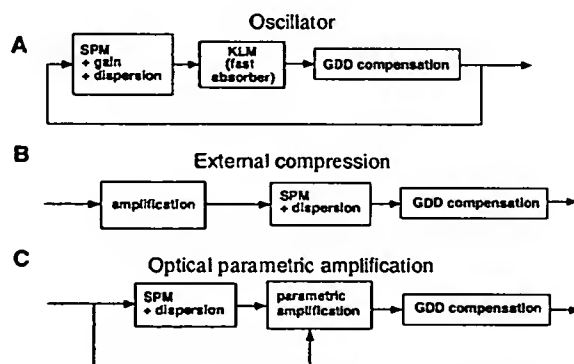 Oscillator
A
SPM
+ gain
+ dispersion
KLM
(fast
absorber)
GDD compensation
B
External compression
amplification
SPM
+ dispersion
GDD compensation
C
Optical parametric amplification
SPM
+ dispersion
parametric
amplification
GDD compensation